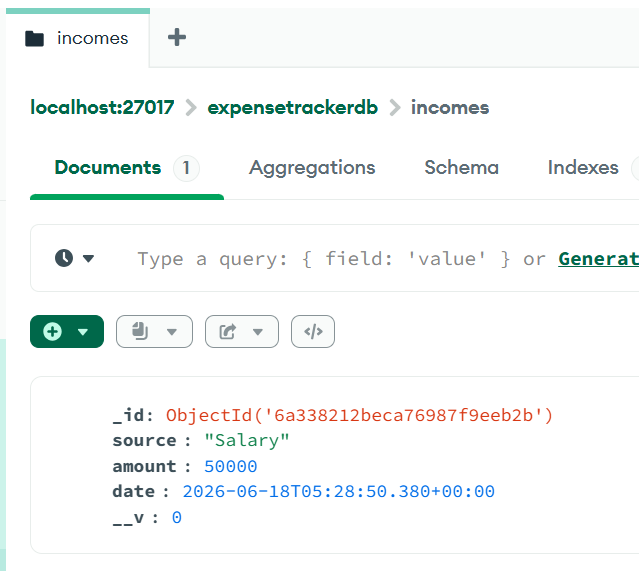 incomes
localhost:27017 > expensetrackerdb > incomes
Documents 1 Aggregations Schema Indexes
Type a query: { field: 'value' } or Generat
_id: ObjectId('6a338212beca76987f9eeb2b')
source : "Salary"
amount : 50000
date : 2026-06-18T05:28:50.380+00:00
__v : 0